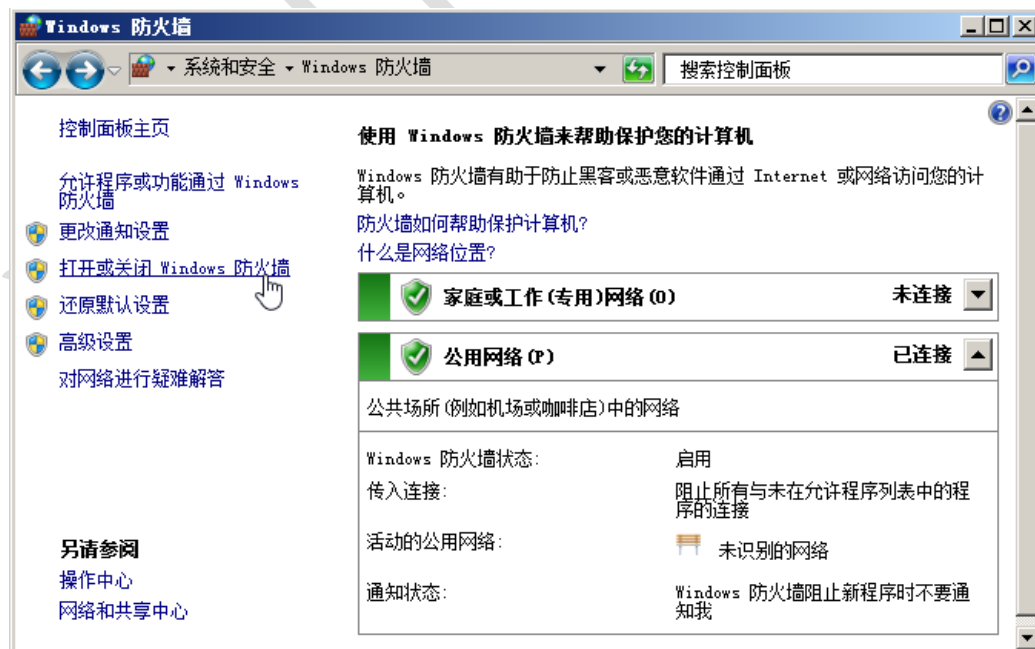 Windows 防火墙
系统和安全 Windows 防火墙
搜索控制面板
控制面板主页
允许程序或功能通过 Windows
防火墙
更改通知设置
打开或关闭 Windows 防火墙
还原默认设置
高级设置
对网络进行疑难解答
另请参阅
操作中心
网络和共享中心
使用 Windows 防火墙来帮助保护您的计算机
Windows 防火墙有助于防止黑客或恶意软件通过 Internet 或网络访问您的计
算机。
防火墙如何帮助保护计算机?
什么是网络位置?
家庭或工作(专用)网络(O) 未连接
公用网络(P) 已连接
公共场所(例如机场或咖啡店)中的网络
Windows 防火墙状态: 启用
传入连接: 阻止所有与未在允许程序列表中的程
序的连接
活动的公用网络: 未识别的网络
通知状态: Windows 防火墙阻止新程序时不要通
知我